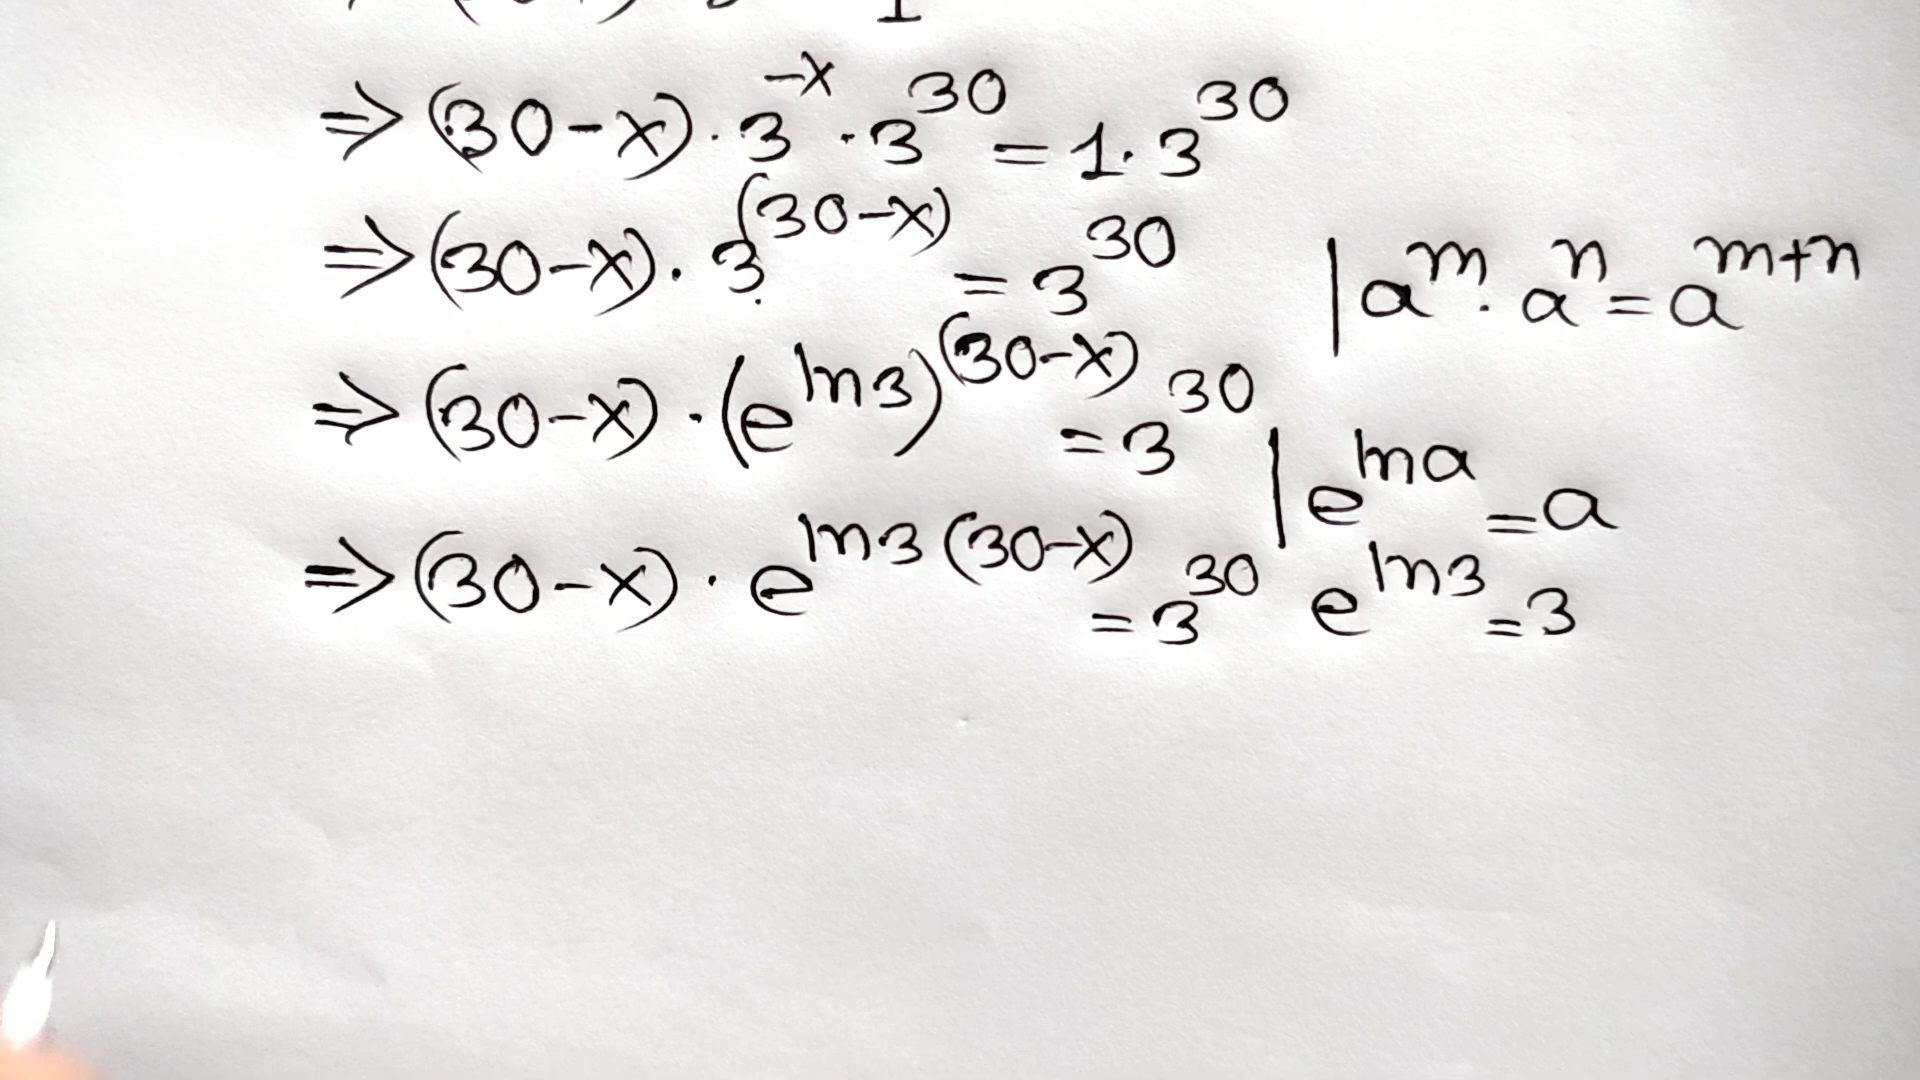 ⇒(30-x)·3^{-x}·3^{30}=1·3^{30}
⇒(30-x)·3^{(30-x)}=3^{30} |a^m·a^n=a^{m+n}
⇒(30-x)·(e^{ln3})^{(30-x)}=3^{30} |e^{lna}=a
⇒(30-x)·e^{ln3(30-x)}=3^{30} e^{ln3}=3